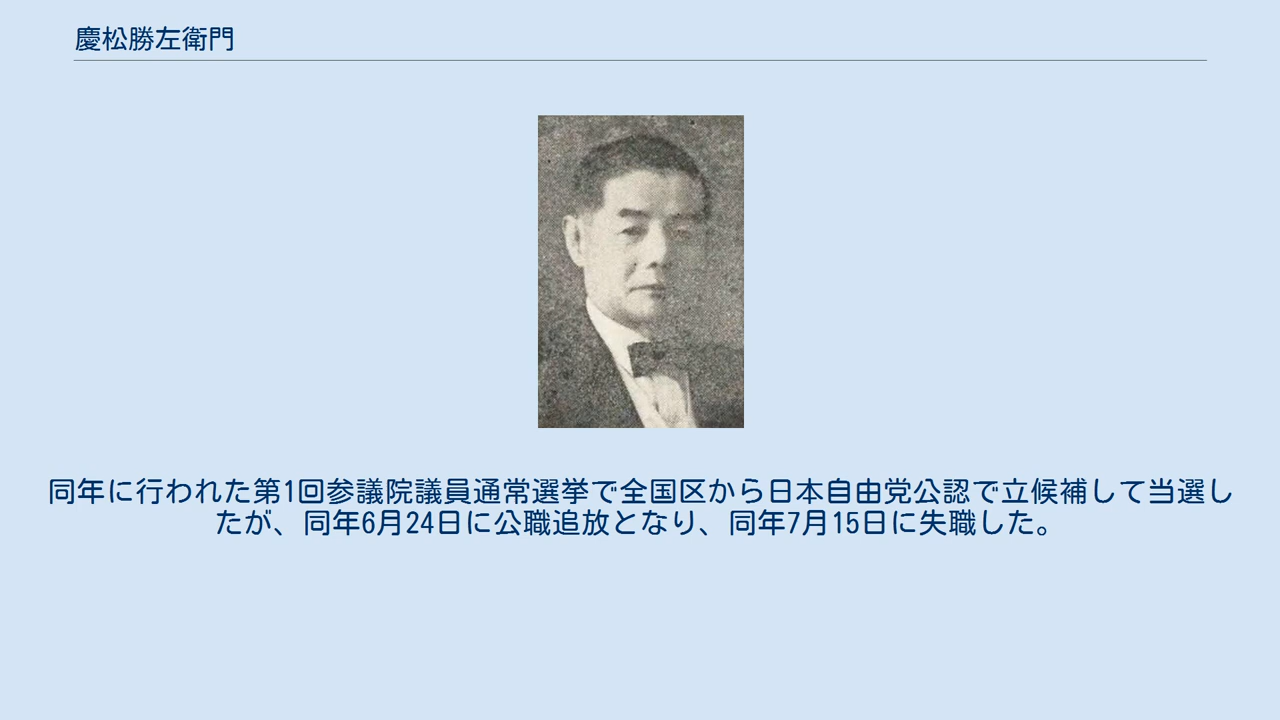 慶松勝左衛門
同年に行われた第1回参議院議員通常選挙で全国区から日本自由党公認で立候補して当選し
たが、同年6月24日に公職追放となり、同年7月15日に失職した。